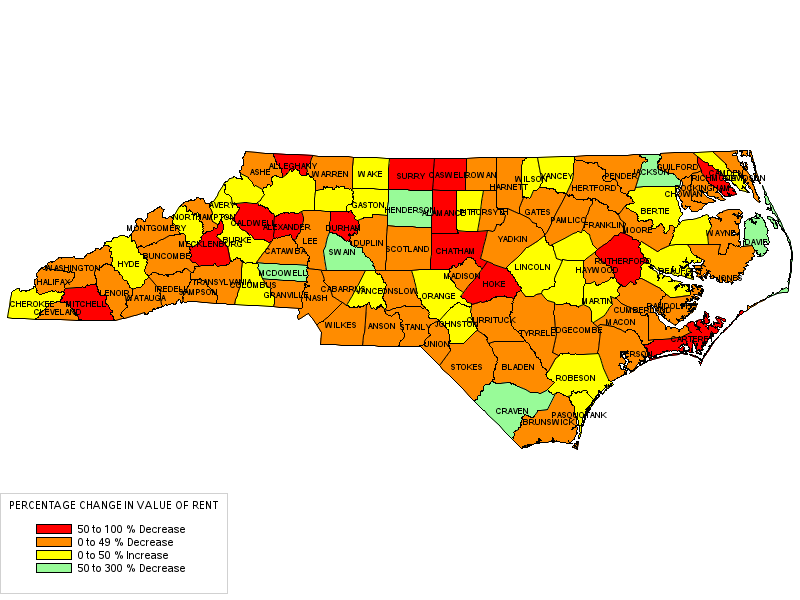 ALLEGHANY
ASHE
WARREN
WAKE
SURRY
CASWELL
ROWAN
HARNETT
WILSON
YANCEY
HERTFORD
PENDER
JACKSON
GUILFORD
CAMDEN
DAVIDSON
ROCKINGHAM
CHOWAN
AVERY
NORTHAMPTON
GASTON
HENDERSON
ALAMANCE
FORSYTH
GATES
PAMLICO
FRANKLIN
MOORE
BERTIE
WAYNE
DAVIE
MONTGOMERY
CALDWELL
ALEXANDER
DURHAM
MECKLENBURG
BURKE
LEE
DUPLIN
SWAIN
SCOTLAND
CHATHAM
YADKIN
RUTHERFORD
CATAWBA
BUNCOMBE
HYDE
WASHINGTON
MCDOWELL
MADISON
LINCOLN
HAYWOOD
BEAUFORT
JONES
HALIFAX
TRANSYLVANIA
COLUMBUS
HOKE
LENOIR
IREDELL
SAMPSON
WATAUGA
GRANVILLE
NASH
CABARRUS
VANCE
ONSLOW
ORANGE
MARTIN
CHEROKEE
MITCHELL
CLEVELAND
RANDOLPH
CUMBERLAND
MACON
WILKES
ANSON
STANLY
JOHNSTON
CURRITUCK
TYRRELL
EDGECOMBE
UNION
PERSON
CARTERET
STOKES
BLADEN
ROBESON
CRAVEN
PASQUOTANK
BRUNSWICK
PERCENTAGE CHANGE IN VALUE OF RENT
50 to 100 % Decrease
0 to 49 % Decrease
0 to 50 % Increase
50 to 300 % Decrease